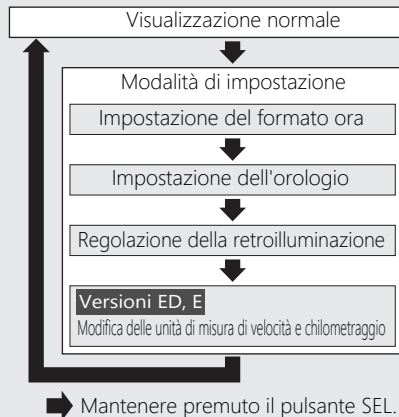 Visualizzazione normale
Modalità di impostazione
Impostazione del formato ora
Impostazione dell'orologio
Regolazione della retroilluminazione
Versioni ED, E
Modifica delle unità di misura di velocità e chilometraggio
Mantenere premuto il pulsante SEL.